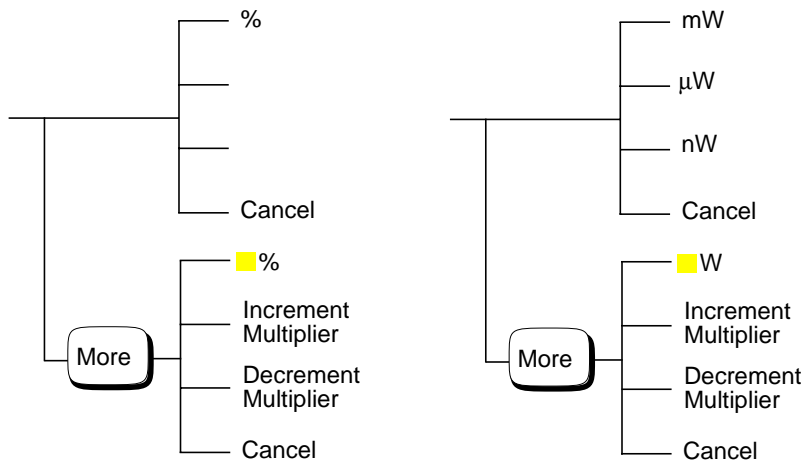 %
Cancel
%
Increment
Multiplier
More
Decrement
Multiplier
Cancel
mW
μW
nW
Cancel
W
Increment
Multiplier
More
Decrement
Multiplier
Cancel